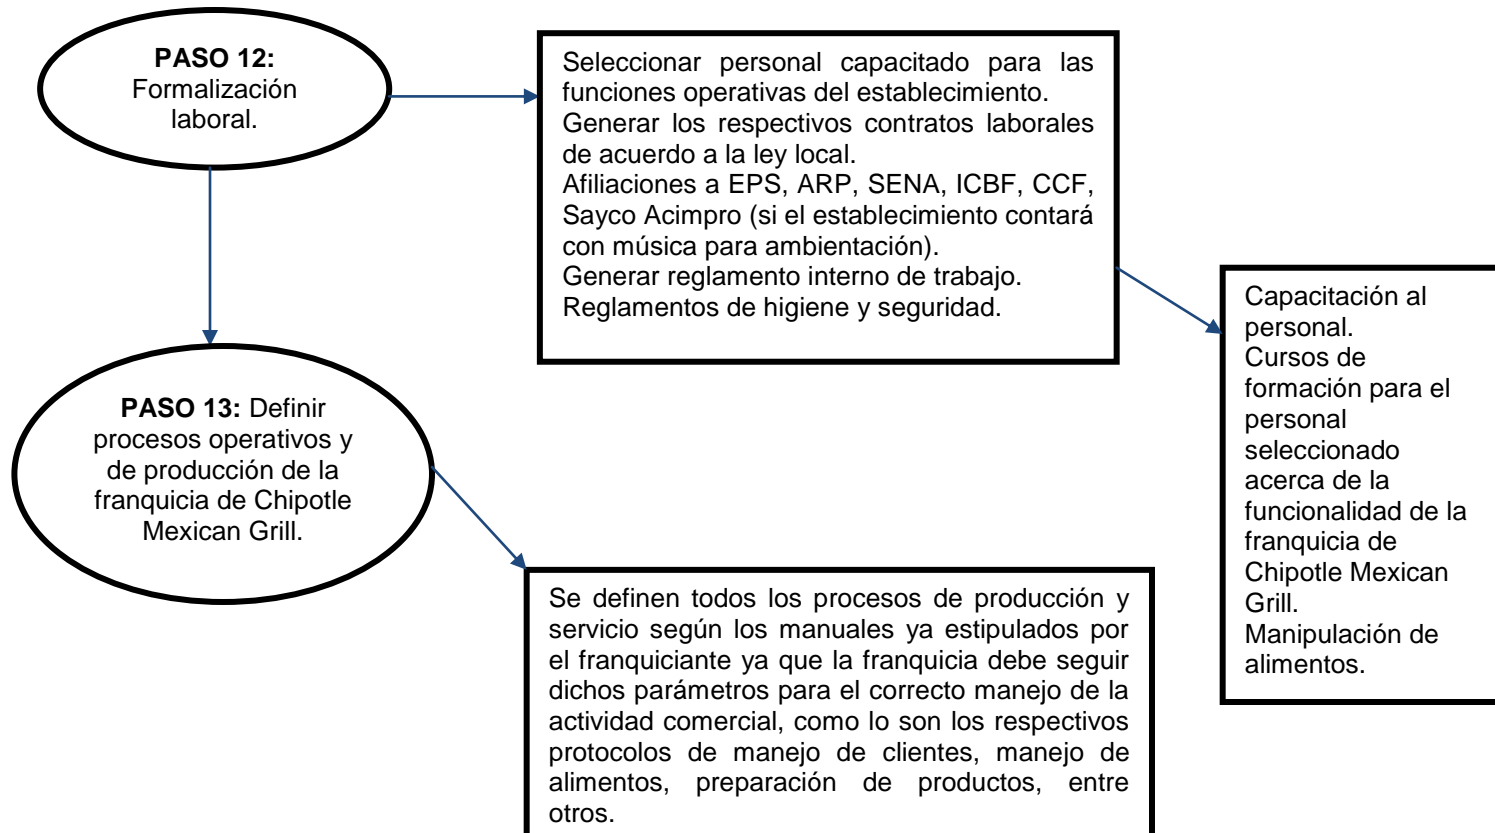 PASO 12:
Formalización
laboral.
Seleccionar personal capacitado para las
funciones operativas del establecimiento.
Generar los respectivos contratos laborales
de acuerdo a la ley local.
Afiliaciones a EPS, ARP, SENA, ICBF, CCF,
Sayco Acimpro (si el establecimiento contará
con música para ambientación).
Generar reglamento interno de trabajo.
Reglamentos de higiene y seguridad.
Capacitación al
personal.
Cursos de
formación para el
personal
seleccionado
acerca de la
funcionalidad de la
franquicia de
Chipotle Mexican
Grill.
Manipulación de
alimentos.
PASO 13: Definir
procesos operativos y
de producción de la
franquicia de Chipotle
Mexican Grill.
Se definen todos los procesos de producción y
servicio según los manuales ya estipulados por
el franquiciante ya que la franquicia debe seguir
dichos parámetros para el correcto manejo de la
actividad comercial, como lo son los respectivos
protocolos de manejo de clientes, manejo de
alimentos, preparación de productos, entre
otros.